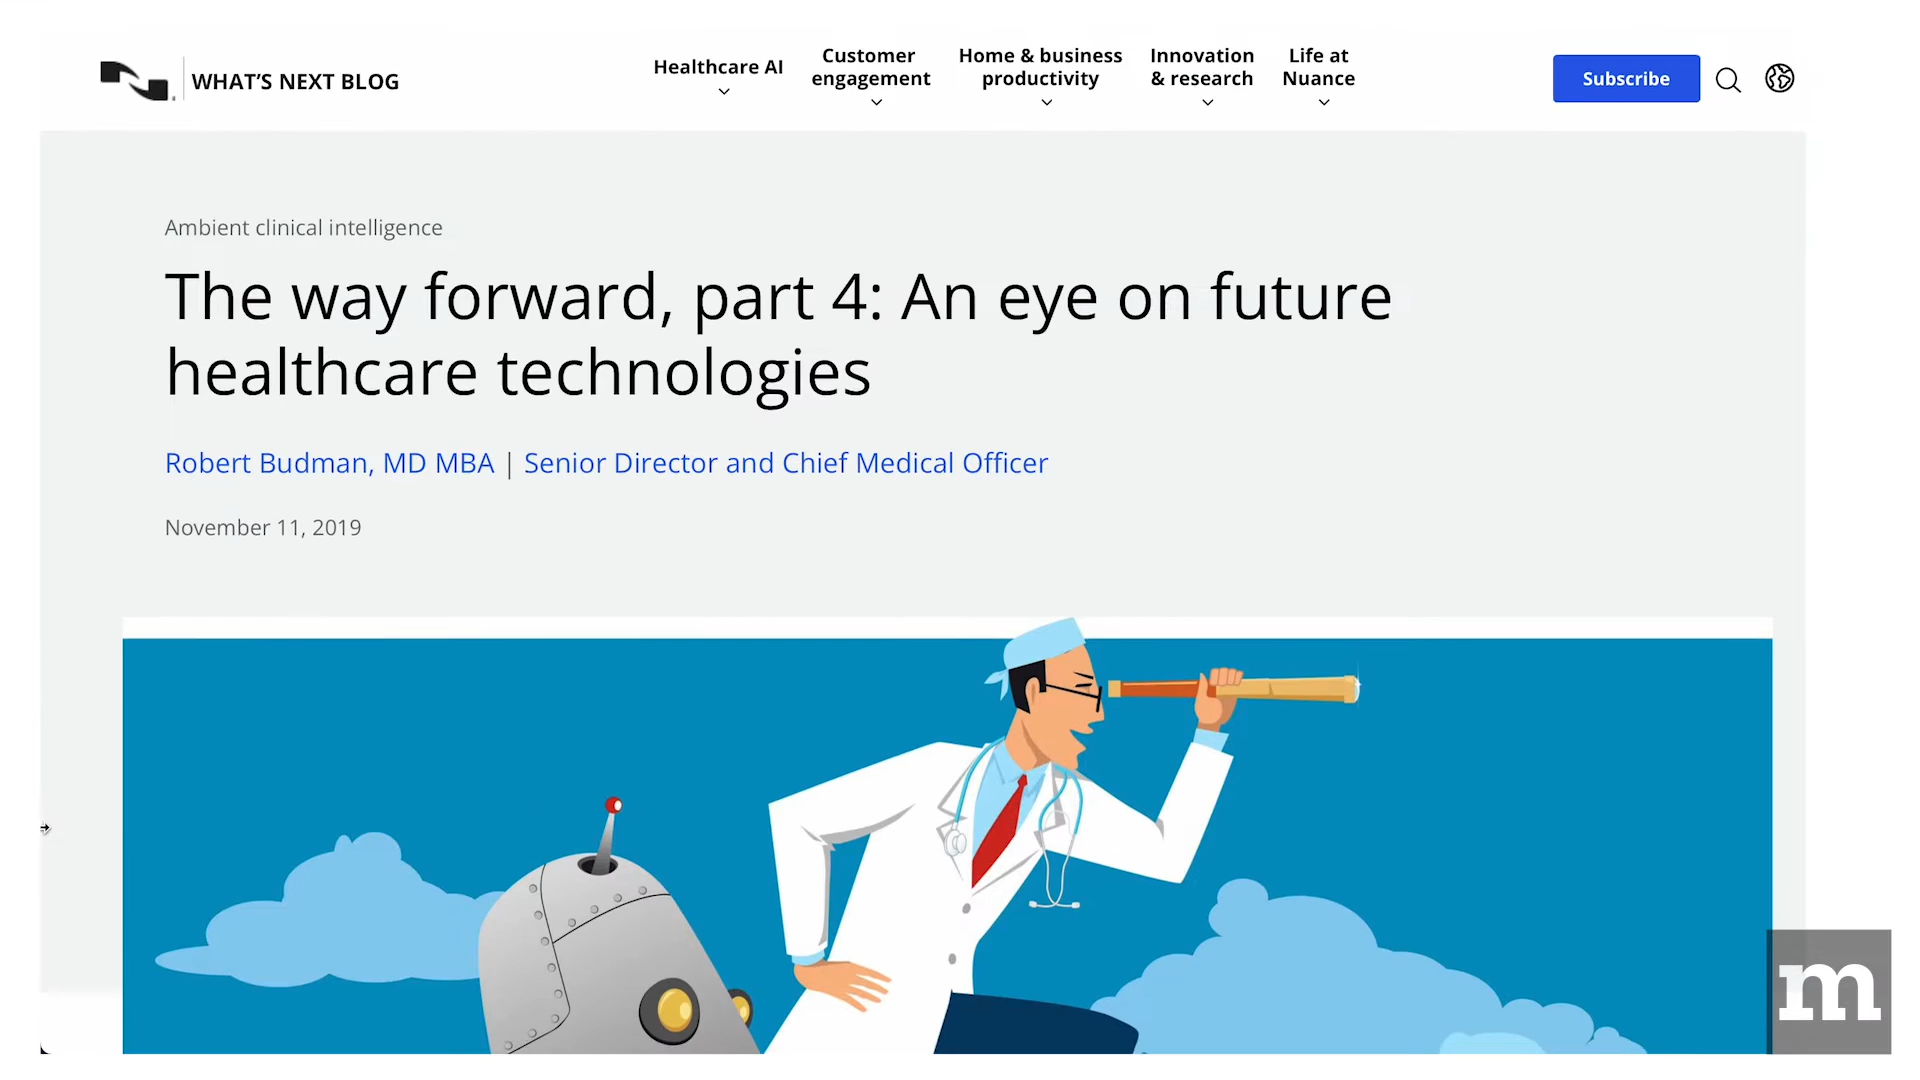 WHAT'S NEXT BLOG
Healthcare AI
Customer
engagement
Home & business
productivity
Innovation
& research
Life at
Nuance
Subscribe
Ambient clinical intelligence
The way forward, part 4: An eye on future
healthcare technologies
Robert Budman, MD MBA | Senior Director and Chief Medical Officer
November 11, 2019
m